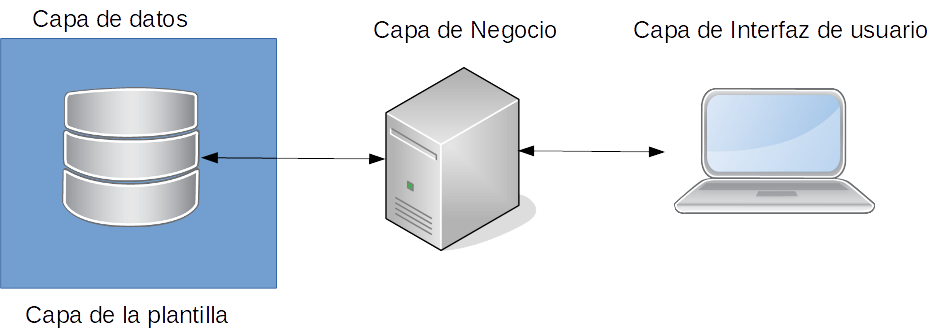 Capa de datos
Capa de Negocio
Capa de Interfaz de usuario
Capa de la plantilla